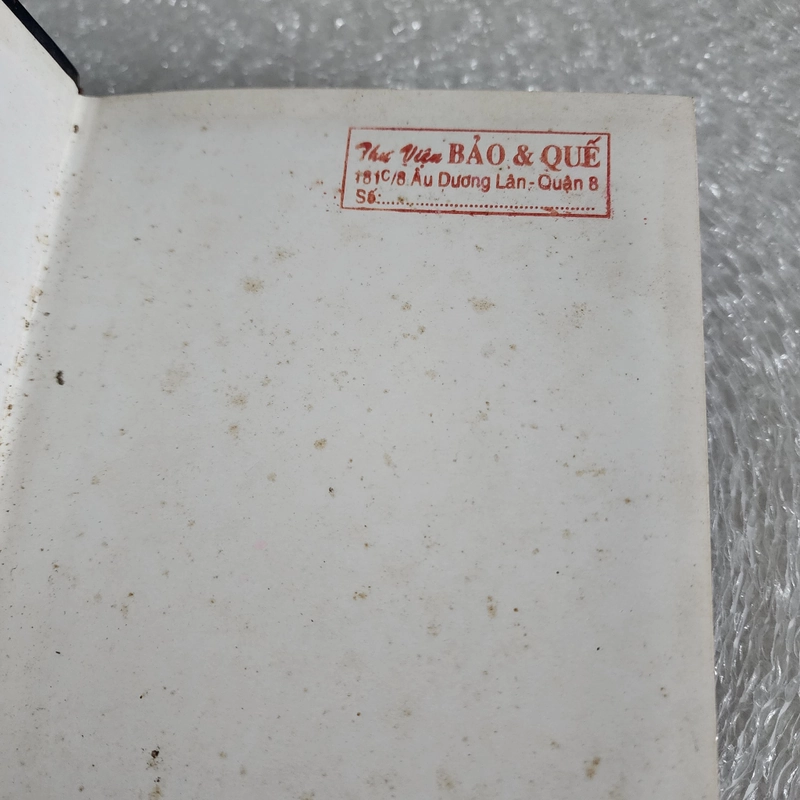 Thư Viện BẢO & QUẾ
181C/8 Âu Dương Lân - Quận 8
Số:........................................